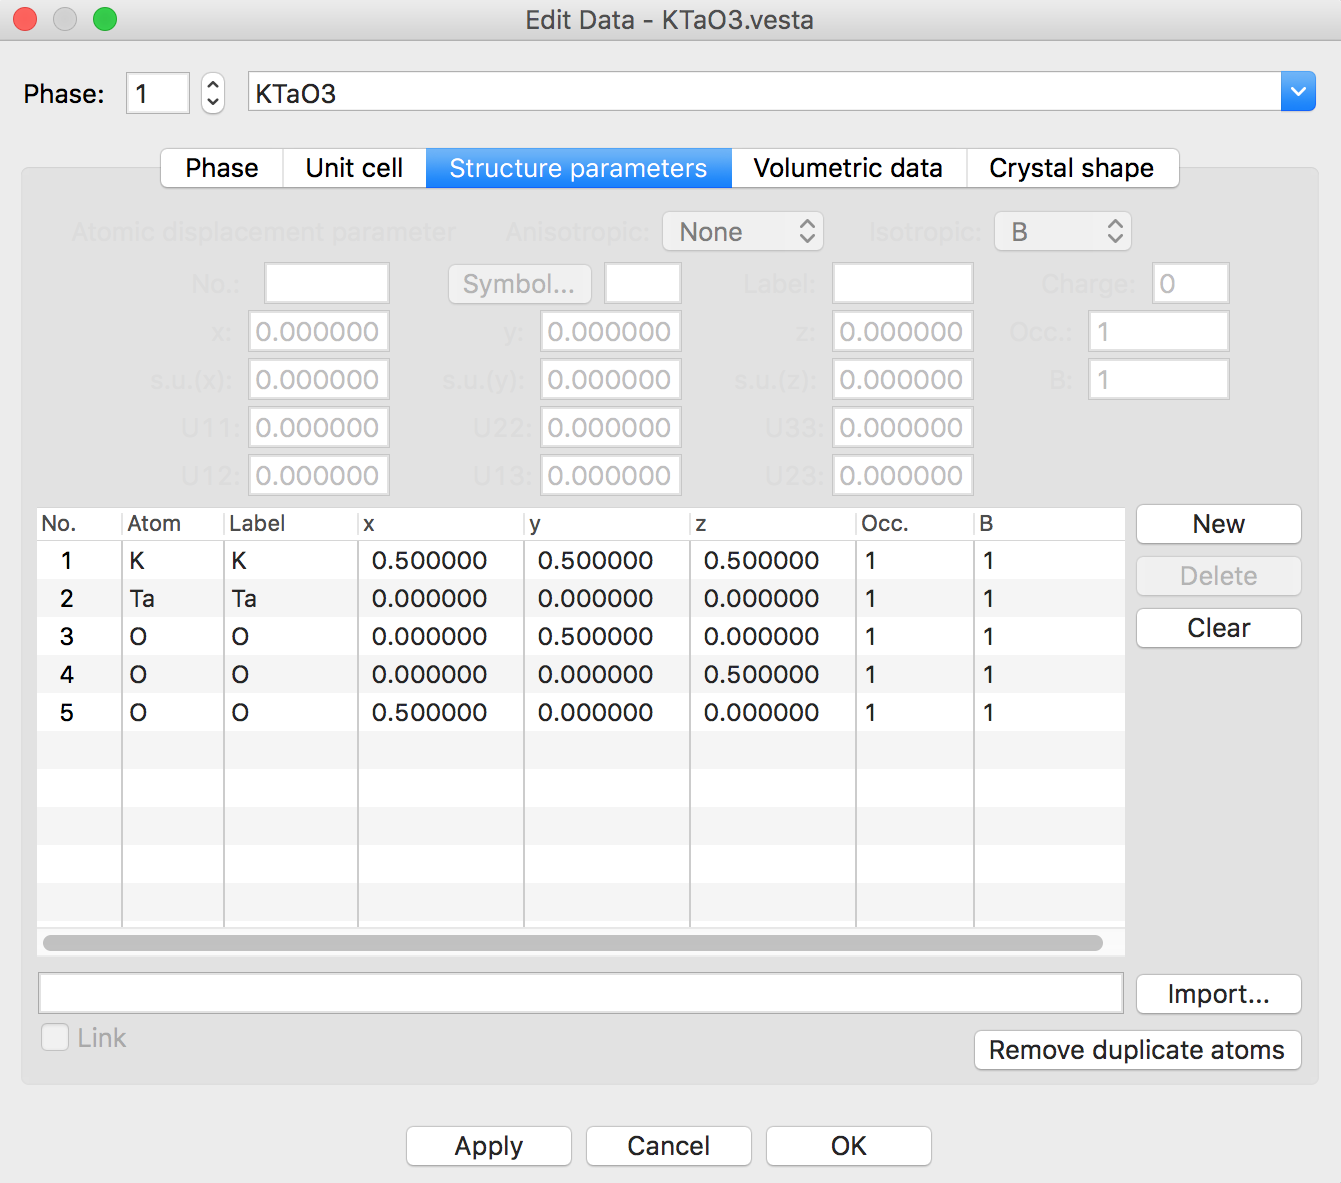 Edit Data - KTaO3.vesta
Phase: 1 KTaO3
Phase Unit cell Structure parameters Volumetric data Crystal shape
Atomic displacement parameter Anisotropic: None Isotropic: B
No.: Symbol... Label: Charge: 0
x: 0.000000 y: 0.000000 z: 0.000000 Occ.: 1
s.u.(x): 0.000000 s.u.(y): 0.000000 s.u.(z): 0.000000 B: 1
U11: 0.000000 U22: 0.000000 U33: 0.000000
U12: 0.000000 U13: 0.000000 U23: 0.000000
No. Atom Label x y z Occ. B New
1 K K 0.500000 0.500000 0.500000 1 1
Delete
2 Ta Ta 0.000000 0.000000 0.000000 1 1
Clear
3 O O 0.000000 0.500000 0.000000 1 1
4 O O 0.000000 0.000000 0.500000 1 1
5 O O 0.500000 0.000000 0.000000 1 1
Import...
Link
Remove duplicate atoms
Apply Cancel OK